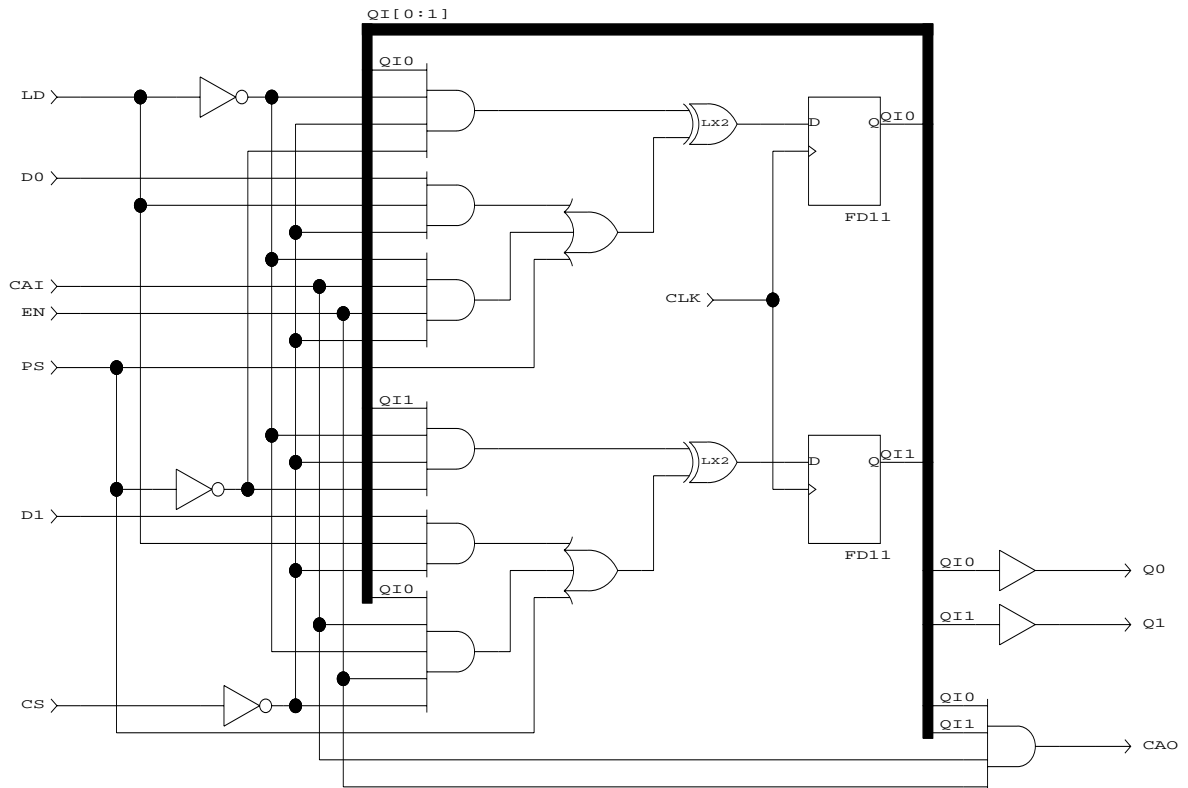 QI[0:1]
QI0
LD
LX2
D
Q
QI0
D0
FD11
CAI
CLK
EN
PS
QI1
LX2
D
Q
QI1
D1
FD11
QI0
Q0
QI0
QI1
Q1
CS
QI0
QI1
CAO